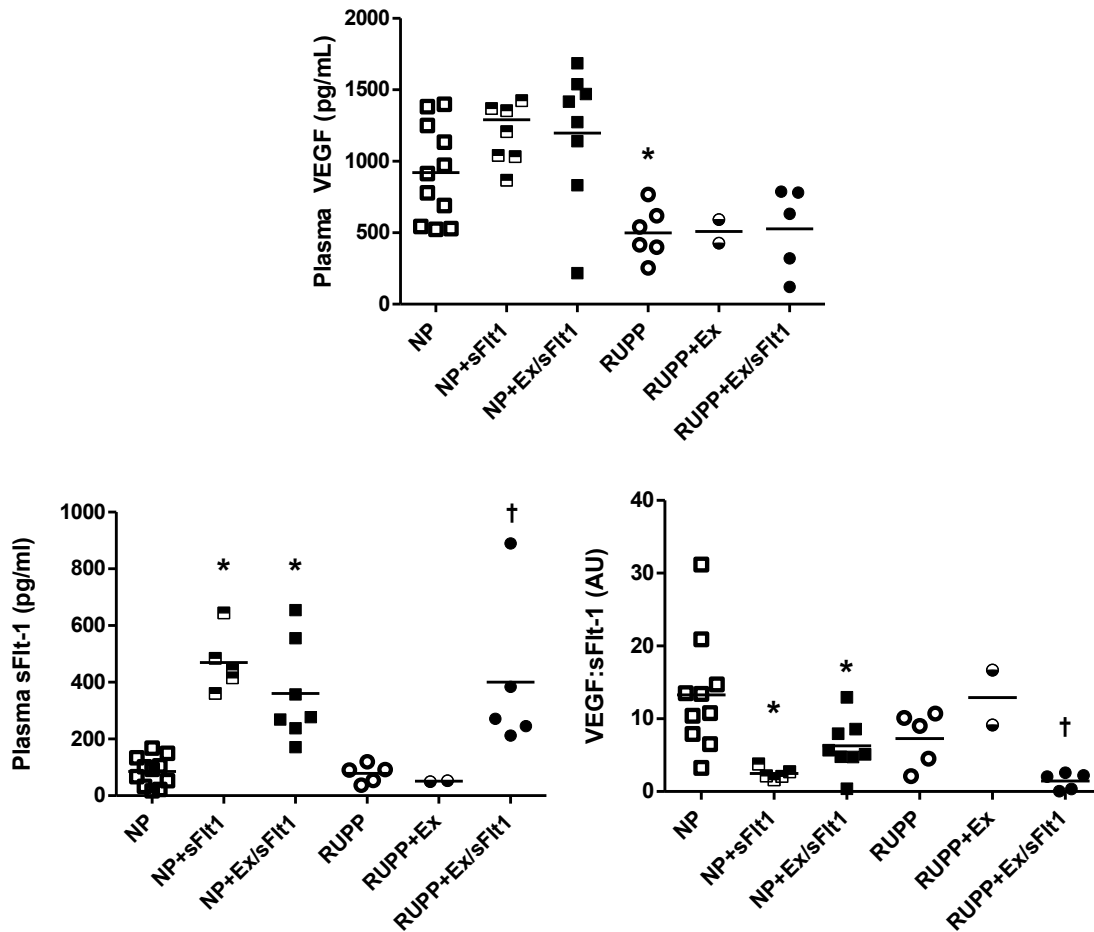 Plasma VEGF (pg/mL)
2000
1500
1000
500
0
*
NP
NP+sFlt1
NP+Ex/sFlt1
RUPP
RUPP+Ex
RUPP+Ex/sFlt1
Plasma sFlt-1 (pg/ml)
1000
800
600
400
200
0
*
*
†
NP
NP+sFlt1
NP+Ex/sFlt1
RUPP
RUPP+Ex
RUPP+Ex/sFlt1
VEGF:sFlt-1 (AU)
40
30
20
10
0
*
*
†
NP
NP+sFlt1
NP+Ex/sFlt1
RUPP
RUPP+Ex
RUPP+Ex/sFlt1